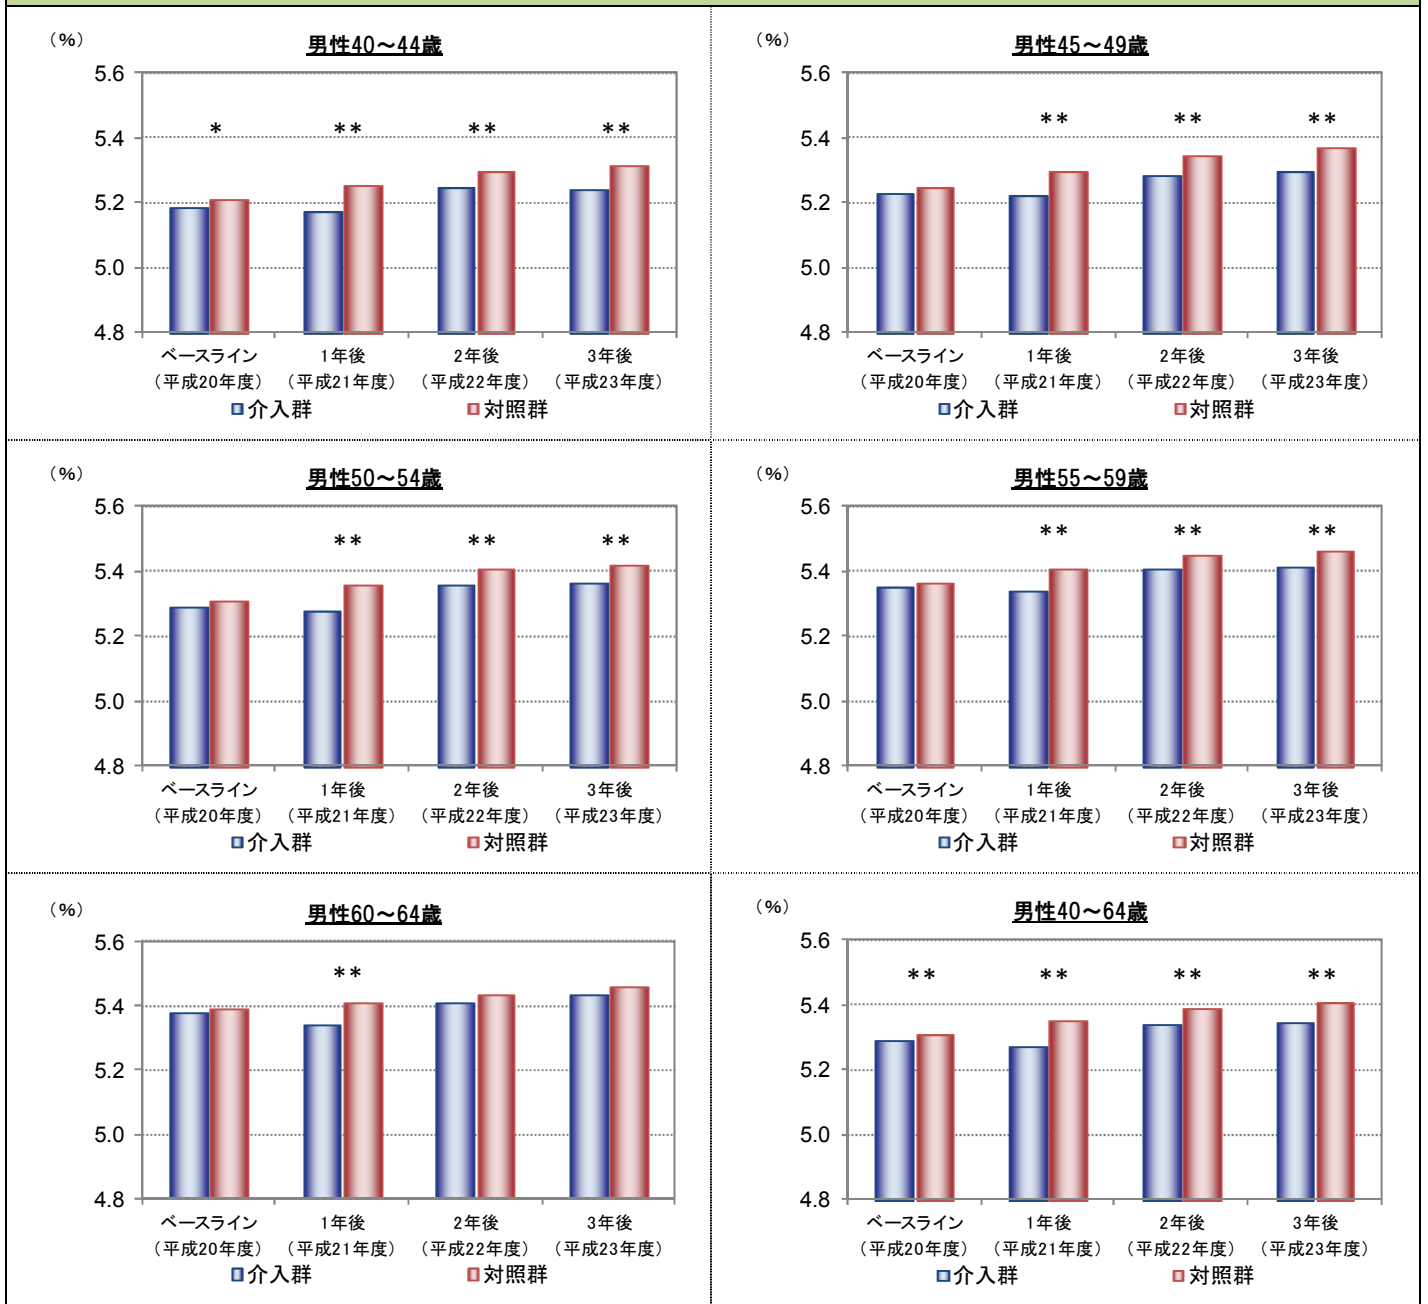 (%)
男性40～44歳
5.6
5.4
5.2
5.0
4.8
* ** ** **
ベースライン 1年後 2年後 3年後
(平成20年度) (平成21年度) (平成22年度) (平成23年度)
介入群 対照群
(%)
男性45～49歳
5.6
5.4
5.2
5.0
4.8
** ** **
ベースライン 1年後 2年後 3年後
(平成20年度) (平成21年度) (平成22年度) (平成23年度)
介入群 対照群
(%)
男性50～54歳
5.6
5.4
5.2
5.0
4.8
** ** **
ベースライン 1年後 2年後 3年後
(平成20年度) (平成21年度) (平成22年度) (平成23年度)
介入群 対照群
(%)
男性55～59歳
5.6
5.4
5.2
5.0
4.8
** ** **
ベースライン 1年後 2年後 3年後
(平成20年度) (平成21年度) (平成22年度) (平成23年度)
介入群 対照群
(%)
男性60～64歳
5.6
5.4
5.2
5.0
4.8
**
ベースライン 1年後 2年後 3年後
(平成20年度) (平成21年度) (平成22年度) (平成23年度)
介入群 対照群
(%)
男性40～64歳
5.6
5.4
5.2
5.0
4.8
** ** ** **
ベースライン 1年後 2年後 3年後
(平成20年度) (平成21年度) (平成22年度) (平成23年度)
介入群 対照群